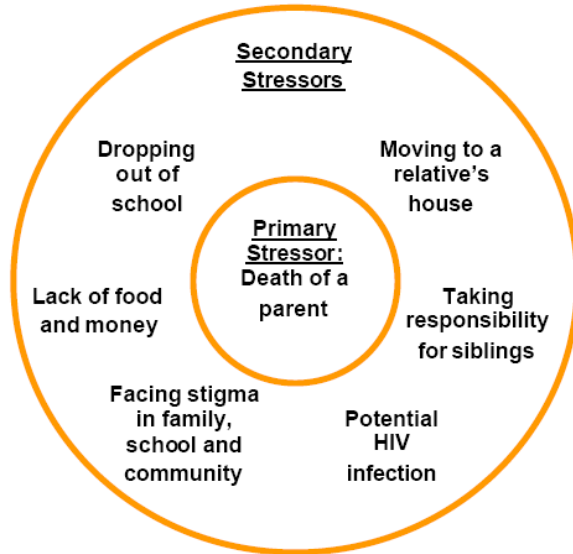 Secondary
Stressors
Dropping
out of
school
Moving to a
relative's
house
Primary
Stressor:
Death of a
parent
Lack of food
and money
Taking
responsibility
for siblings
Facing stigma
in family,
school and
community
Potential
HIV
infection